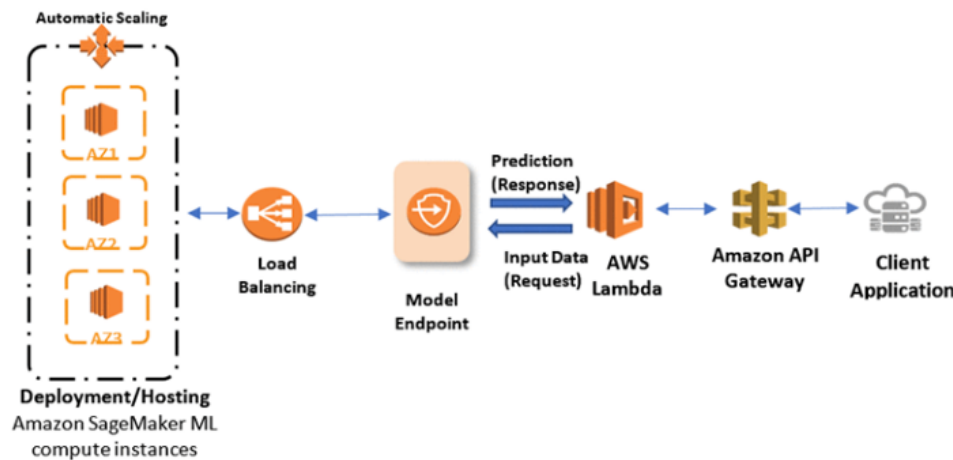 Automatic Scaling
AZ1
AZ2
AZ3
Deployment/Hosting
Amazon SageMaker ML
compute instances
Load
Balancing
Model
Endpoint
Prediction
(Response)
Input Data
(Request)
AWS
Lambda
Amazon API
Gateway
Client
Application